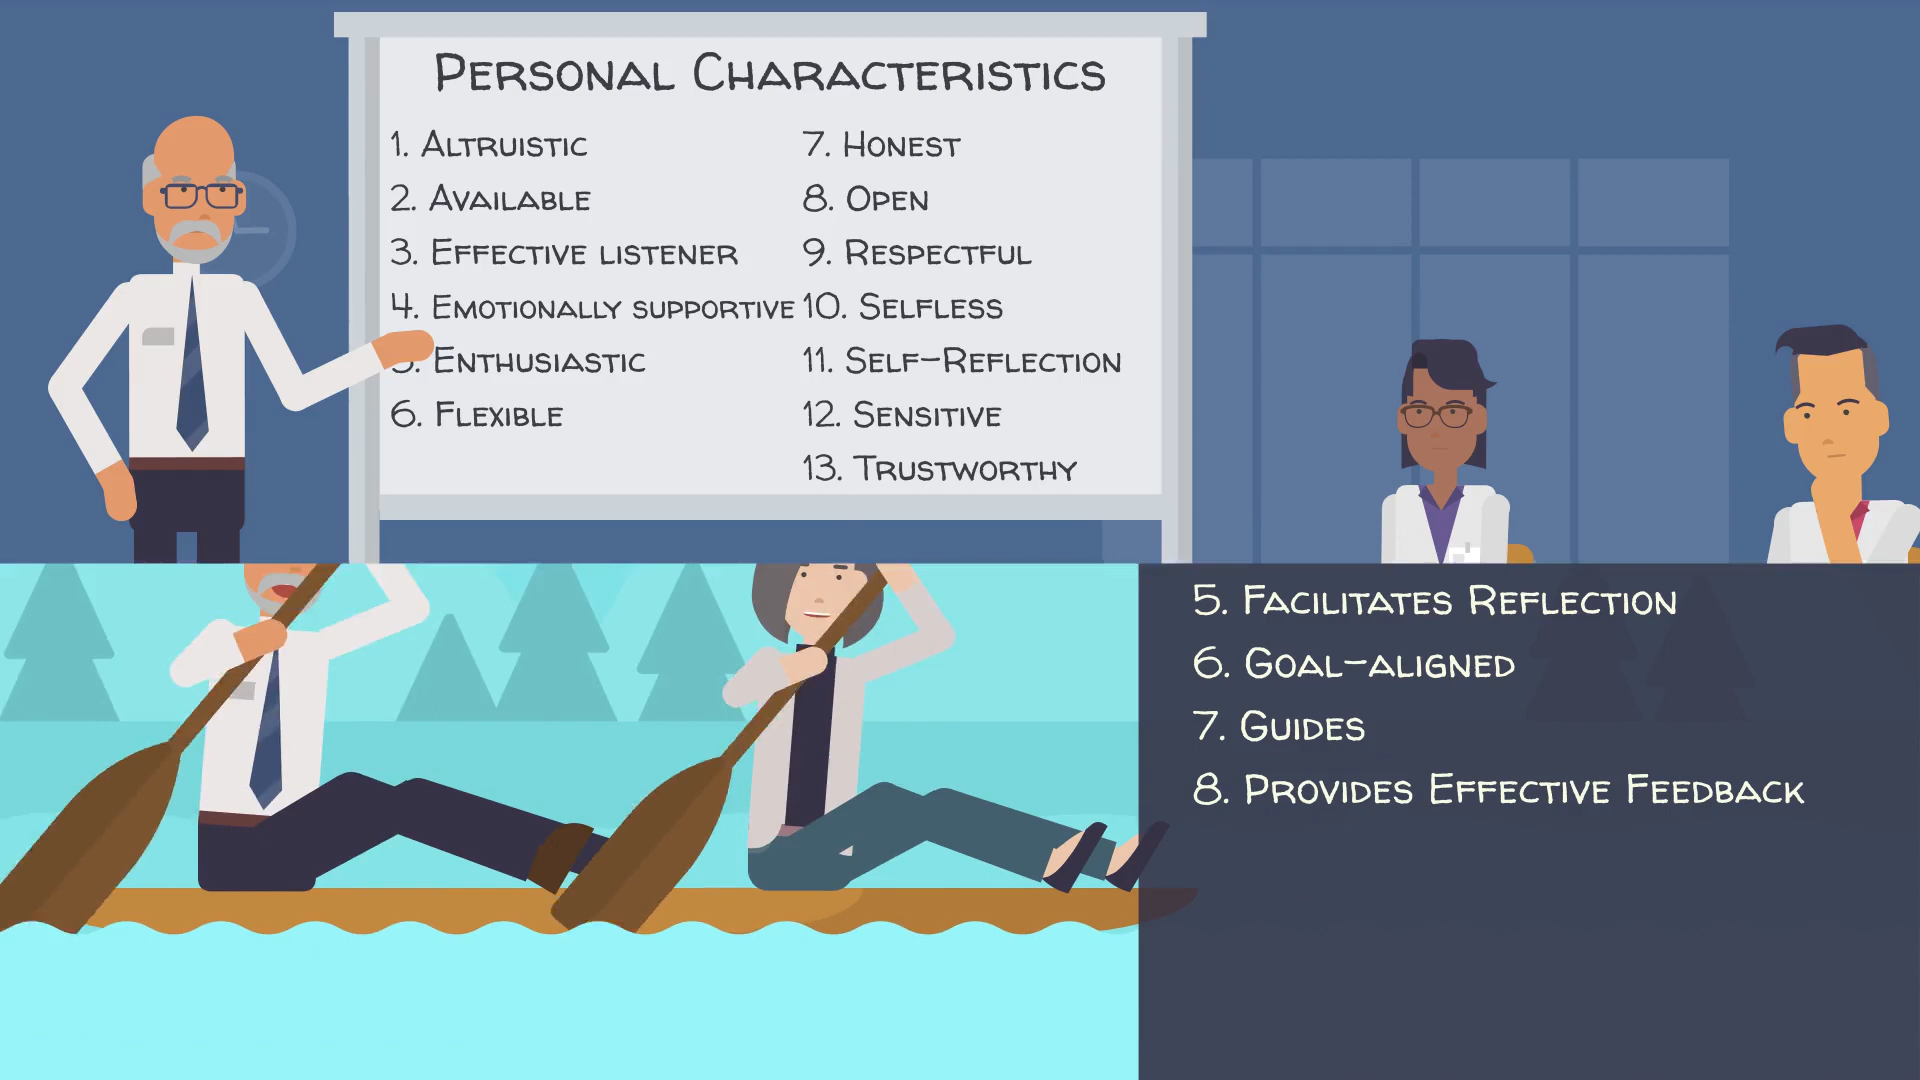 Personal Characteristics
1. Altruistic
2. Available
3. Effective listener
4. Emotionally supportive
5. Enthusiastic
6. Flexible
7. Honest
8. Open
9. Respectful
10. Selfless
11. Self-Reflection
12. Sensitive
13. Trustworthy
5. Facilitates Reflection
6. Goal-aligned
7. Guides
8. Provides Effective Feedback